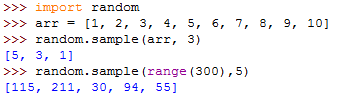 >>> import random
>>> arr = [1, 2, 3, 4, 5, 6, 7, 8, 9, 10]
>>> random.sample(arr, 3)
[5, 3, 1]
>>> random.sample(range(300),5)
[115, 211, 30, 94, 55]